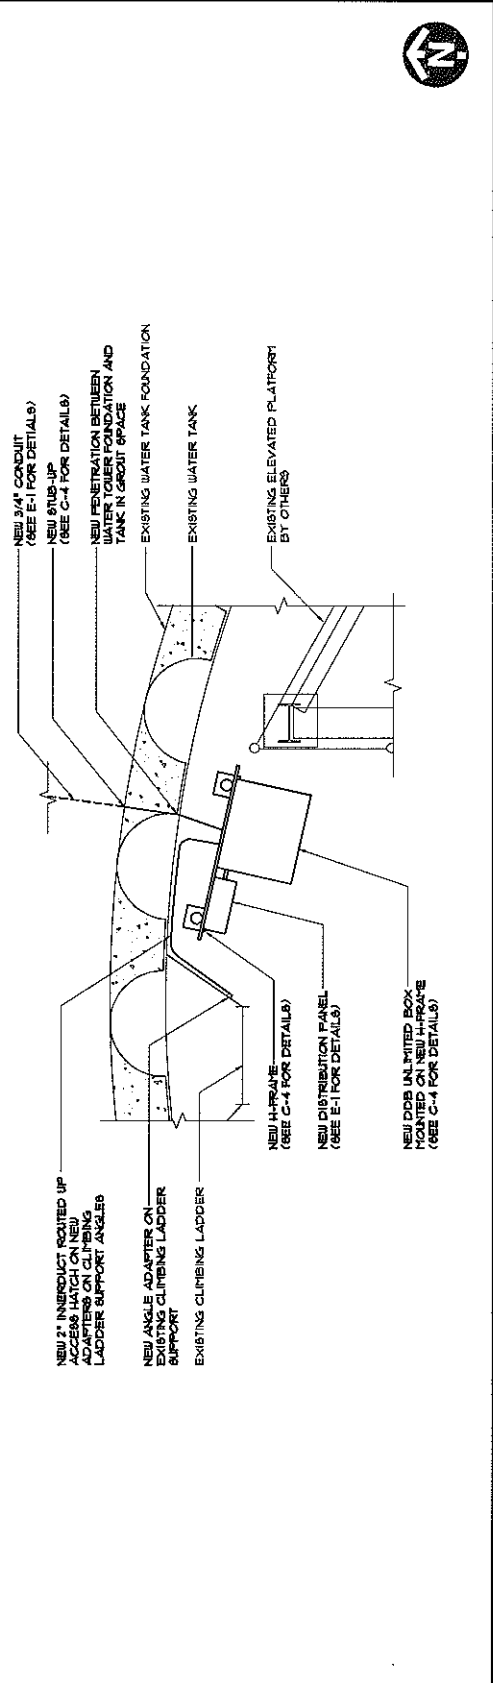 NEW 2" INNERDUCT ROUTED UP
ACCESS HATCH ON NEW
ADAPTERS ON CLIMBING
LADDER SUPPORT ANGLES
NEW ANGLE ADAPTER ON
EXISTING CLIMBING LADDER
SUPPORT
EXISTING CLIMBING LADDER
NEW H-FRAME
(SEE C-4 FOR DETAILS)
NEW DISTRIBUTION PANEL
(SEE E-1 FOR DETAILS)
NEW DDB UNLIMITED BOX
MOUNTED ON NEW H-FRAME
(SEE C-4 FOR DETAILS)
NEW 3/4" CONDUIT
(SEE E-1 FOR DETIALS)
NEW STUB-UP
(SEE C-4 FOR DETAILS)
NEW PENETRATION BETWEEN
WATER TOWER FOUNDATION AND
TANK IN GROUT SPACE
EXISTING WATER TANK FOUNDATION
EXISTING WATER TANK
EXISTING ELEVATED PLATFORM
BY OTHERS
N